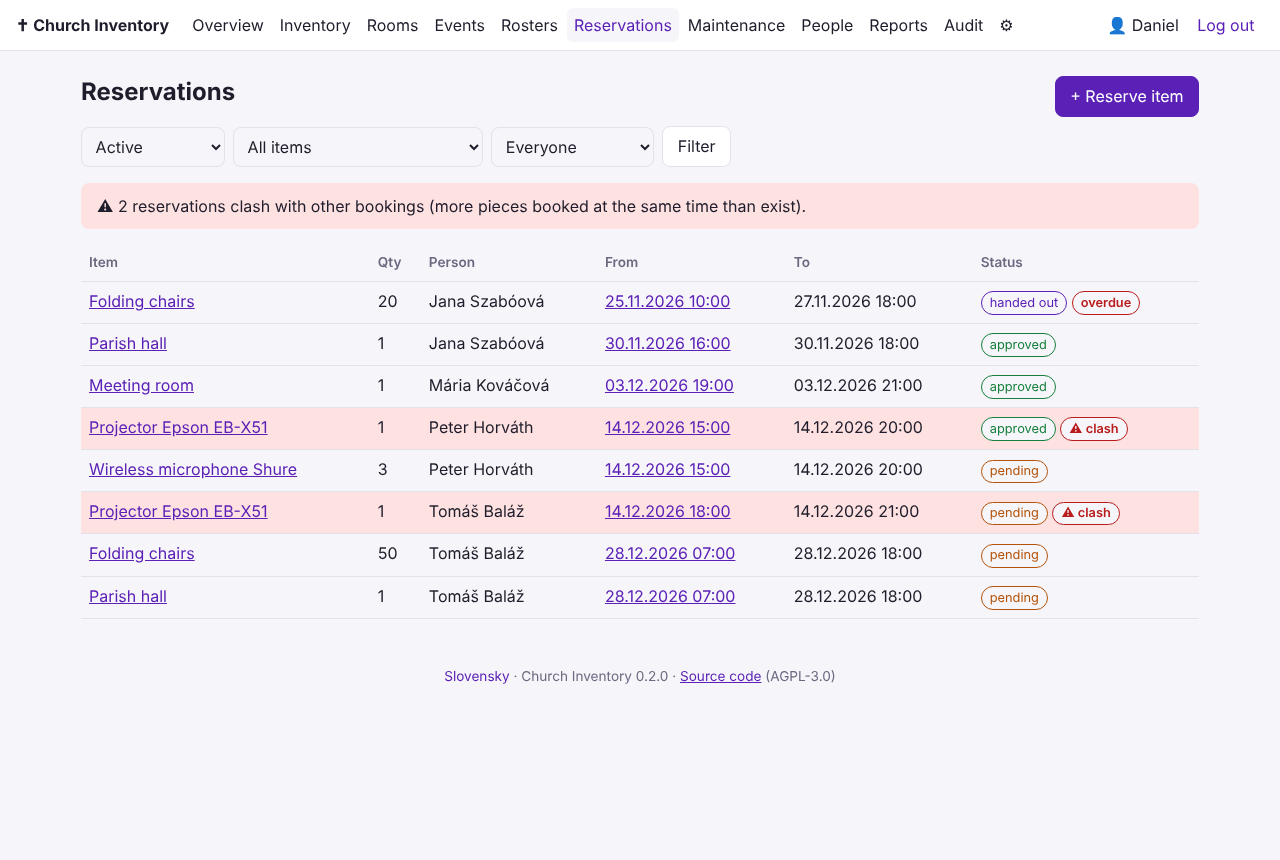 ✝ Church Inventory Overview Inventory Rooms Events Rosters Reservations Maintenance People Reports Audit ⚙ 👤 Daniel Log out
Reservations + Reserve item
Active All items Everyone Filter
⚠ 2 reservations clash with other bookings (more pieces booked at the same time than exist).
Item Qty Person From To Status
Folding chairs 20 Jana Szabóová 25.11.2026 10:00 27.11.2026 18:00 handed out overdue
Parish hall 1 Jana Szabóová 30.11.2026 16:00 30.11.2026 18:00 approved
Meeting room 1 Mária Kováčová 03.12.2026 19:00 03.12.2026 21:00 approved
Projector Epson EB-X51 1 Peter Horváth 14.12.2026 15:00 14.12.2026 20:00 approved ⚠ clash
Wireless microphone Shure 3 Peter Horváth 14.12.2026 15:00 14.12.2026 20:00 pending
Projector Epson EB-X51 1 Tomáš Baláž 14.12.2026 18:00 14.12.2026 21:00 pending ⚠ clash
Folding chairs 50 Tomáš Baláž 28.12.2026 07:00 28.12.2026 18:00 pending
Parish hall 1 Tomáš Baláž 28.12.2026 07:00 28.12.2026 18:00 pending
Slovensky · Church Inventory 0.2.0 · Source code (AGPL-3.0)